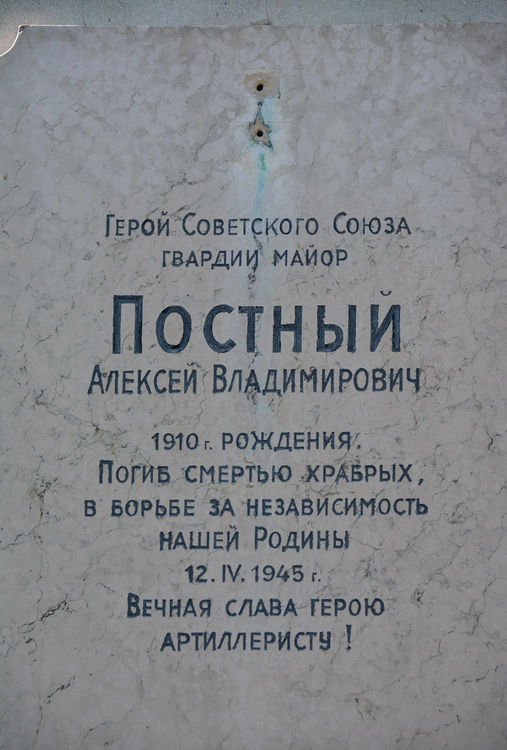 Герой Советского Союза
гвардии майор
Постный
Алексей Владимирович
1910 г. рождения.
Погиб смертью храбрых,
в борьбе за независимость
нашей Родины
12. IV. 1945 г.
Вечная слава герою
артиллеристу !